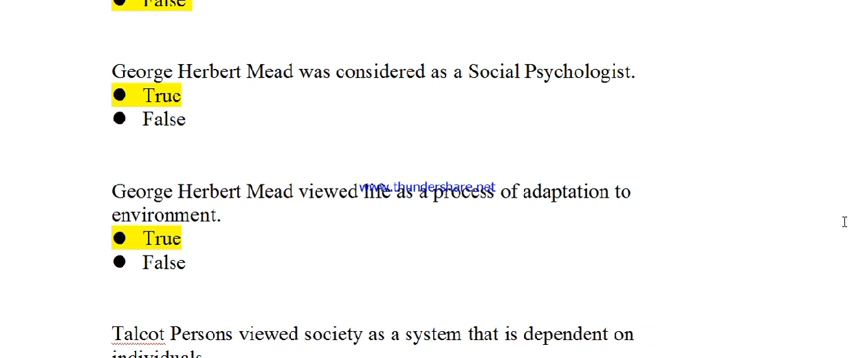 ● False
George Herbert Mead was considered as a Social Psychologist.
● True
● False
www.thundershare.net
George Herbert Mead viewed life as a process of adaptation to
environment.
● True
● False
Talcot Persons viewed society as a system that is dependent on
individuals